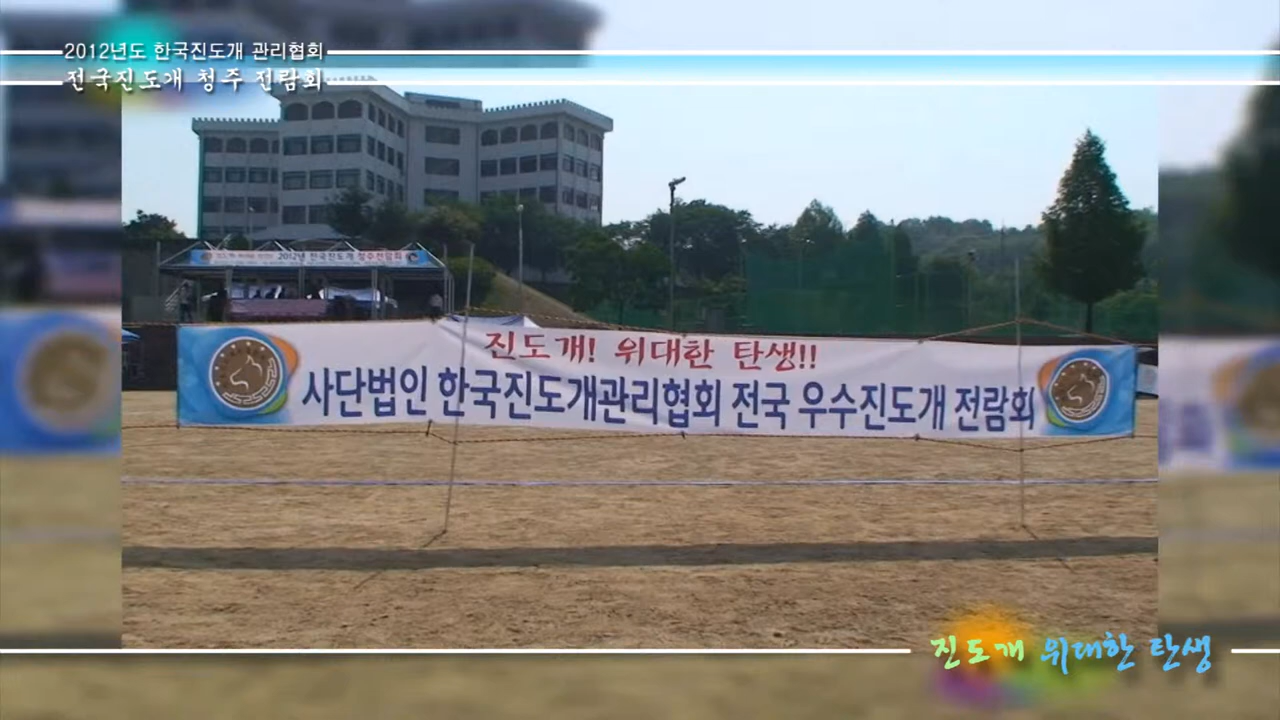 2012년도 한국진도개 관리협회
전국진도개 청주 전람회
2012년 한국진도개 청주전람회
진도개! 위대한 탄생!!
사단법인 한국진도개관리협회 전국 우수진도개 전람회
진도개 위대한 탄생